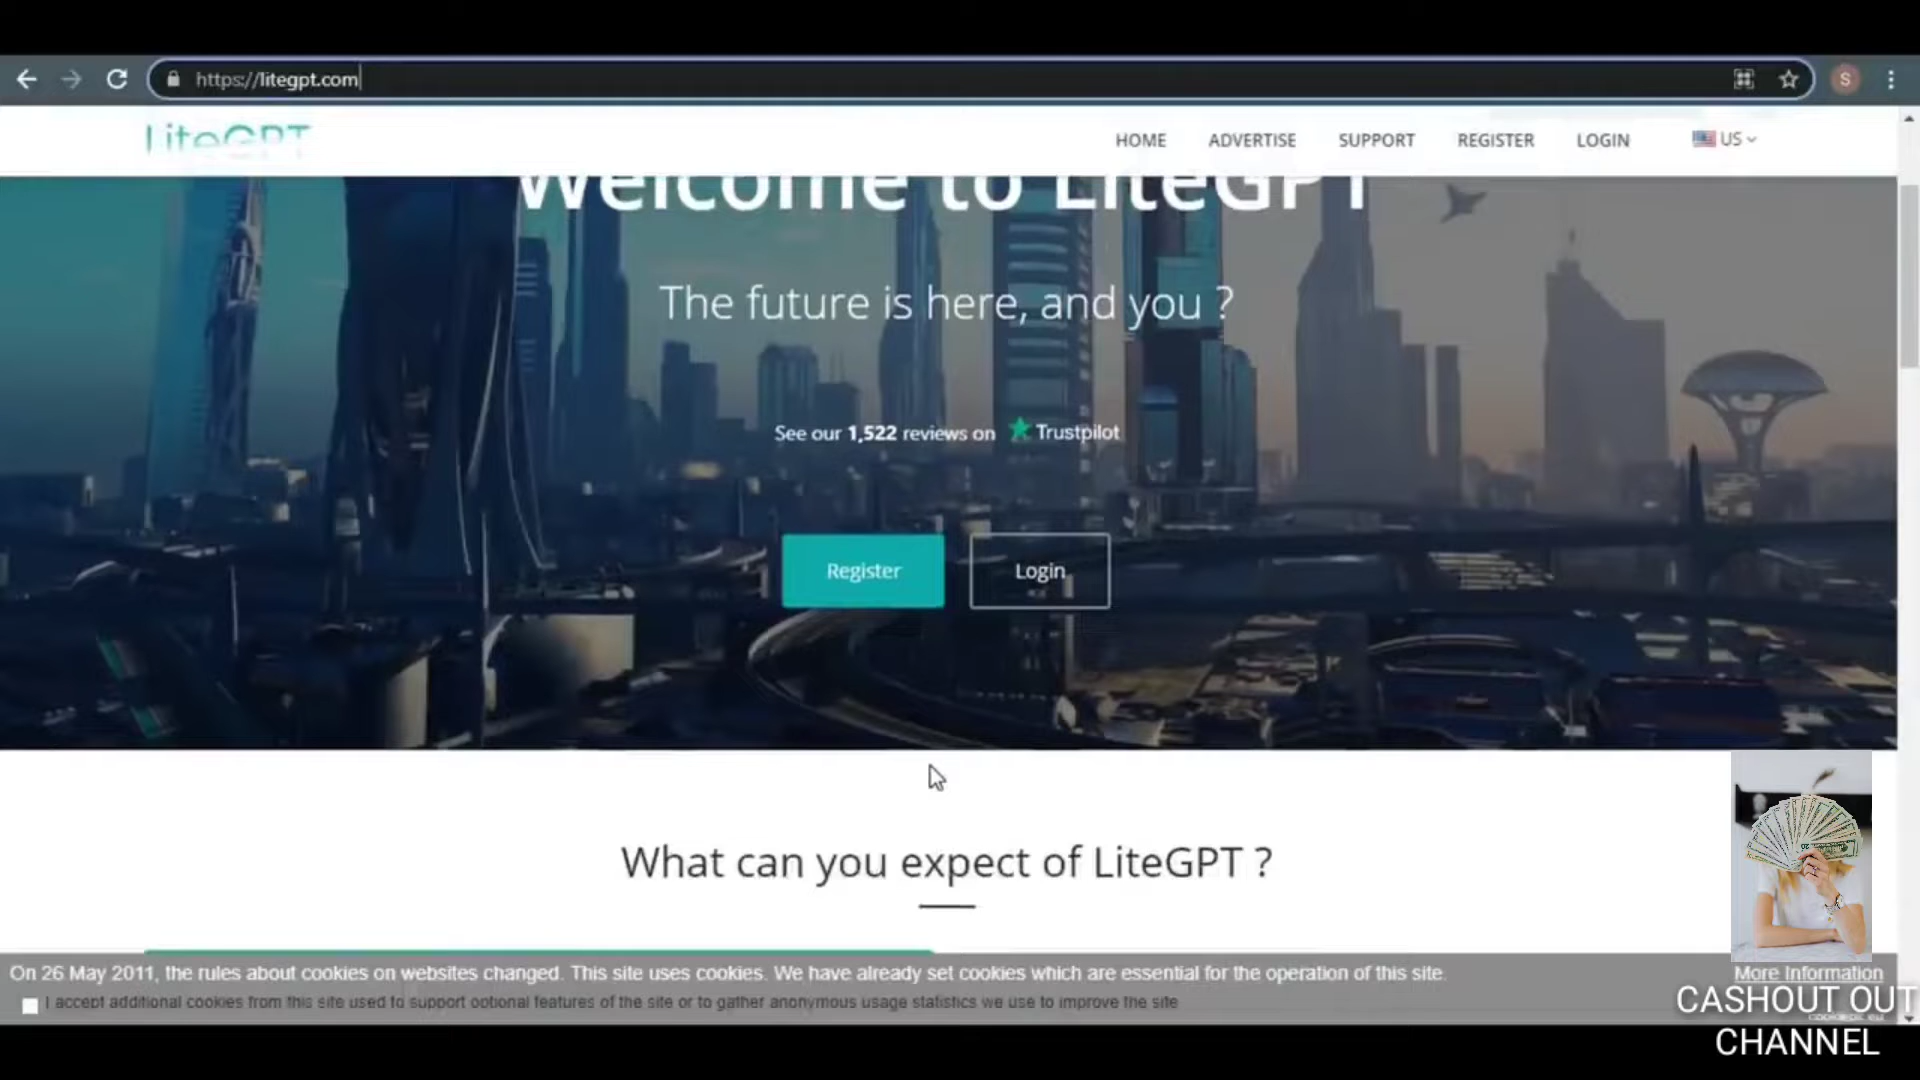 https://litegpt.com
LiteGPT
HOME ADVERTISE SUPPORT REGISTER LOGIN US
S
Welcome to LiteGPT
The future is here, and you ?
See our 1,522 reviews on Trustpilot
Register Login
What can you expect of LiteGPT ?
On 26 May 2011, the rules about cookies on websites changed. This site uses cookies. We have already set cookies which are essential for the operation of this site. More Information
I accept additional cookies from this site used to support optional features of the site or to gather anonymous usage statistics we use to improve the site
CASHOUT OUT
CHANNEL